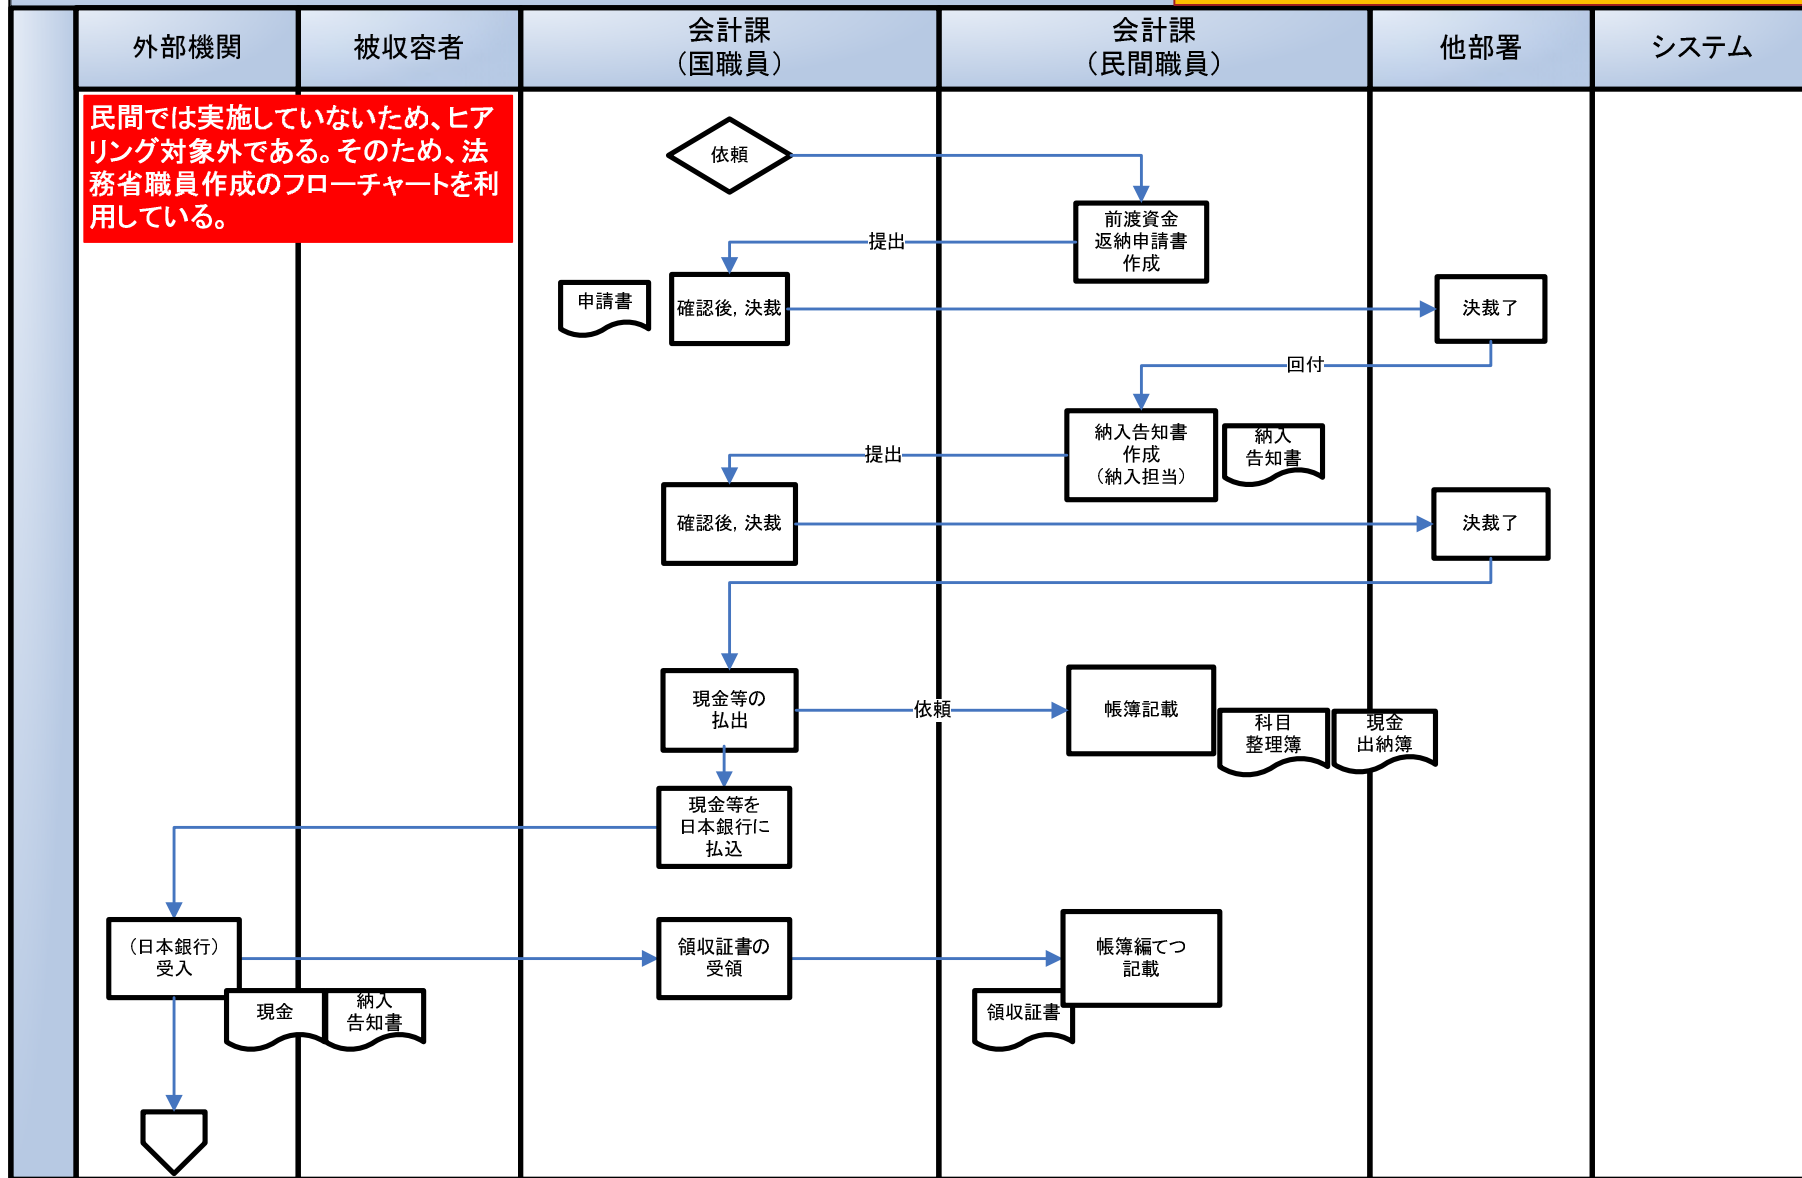 外部機関
被収容者
会計課
（国職員）
会計課
（民間職員）
他部署
システム
民間では実施していないため、ヒア
リング対象外である。そのため、法
務省職員作成のフローチャートを利
用している。
依頼
前渡資金
返納申請書
作成
提出
申請書
確認後，決裁
決裁了
回付
納入告知書
作成
（納入担当）
納入
告知書
提出
確認後，決裁
決裁了
現金等の
払出
依頼
帳簿記載
科目
整理簿
現金
出納簿
現金等を
日本銀行に
払込
（日本銀行）
受入
領収証書の
受領
帳簿編てつ
記載
現金
納入
告知書
領収証書